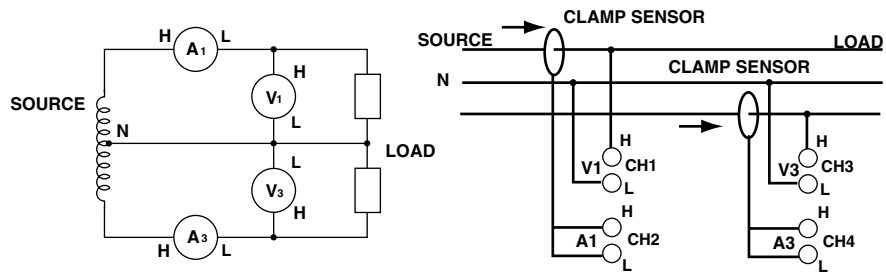 H A1 L
H
V1
L
SOURCE
N
LOAD
L
V3
H
H A3 L
CLAMP SENSOR
SOURCE
LOAD
N
CLAMP SENSOR
H
V1 CH1
L
H
A1 CH2
L
H
V3 CH3
L
H
A3 CH4
L